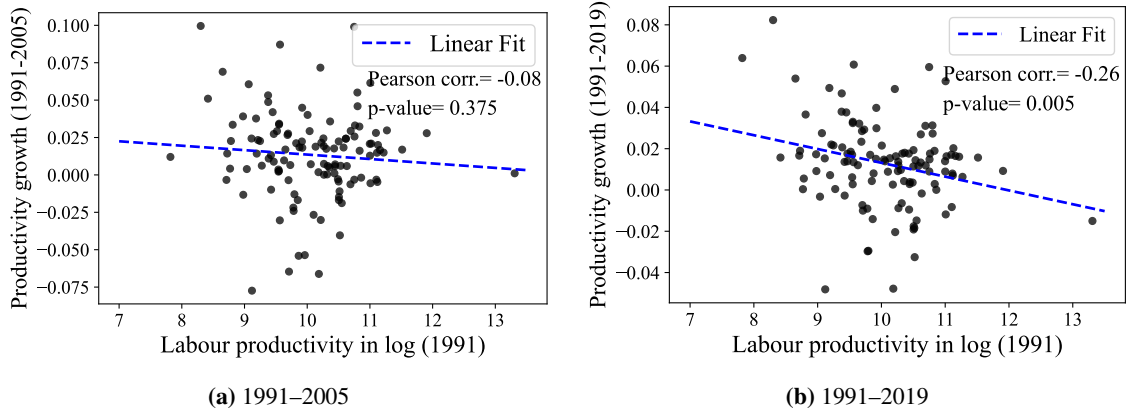 Productivity growth (1991-2005)
0.100
0.075
0.050
0.025
0.000
−0.025
−0.050
−0.075
7 8 9 10 11 12 13
Labour productivity in log (1991)
Linear Fit
Pearson corr.= -0.08
p-value= 0.375
(a) 1991–2005
Productivity growth (1991-2019)
0.08
0.06
0.04
0.02
0.00
−0.02
−0.04
7 8 9 10 11 12 13
Labour productivity in log (1991)
Linear Fit
Pearson corr.= -0.26
p-value= 0.005
(b) 1991–2019